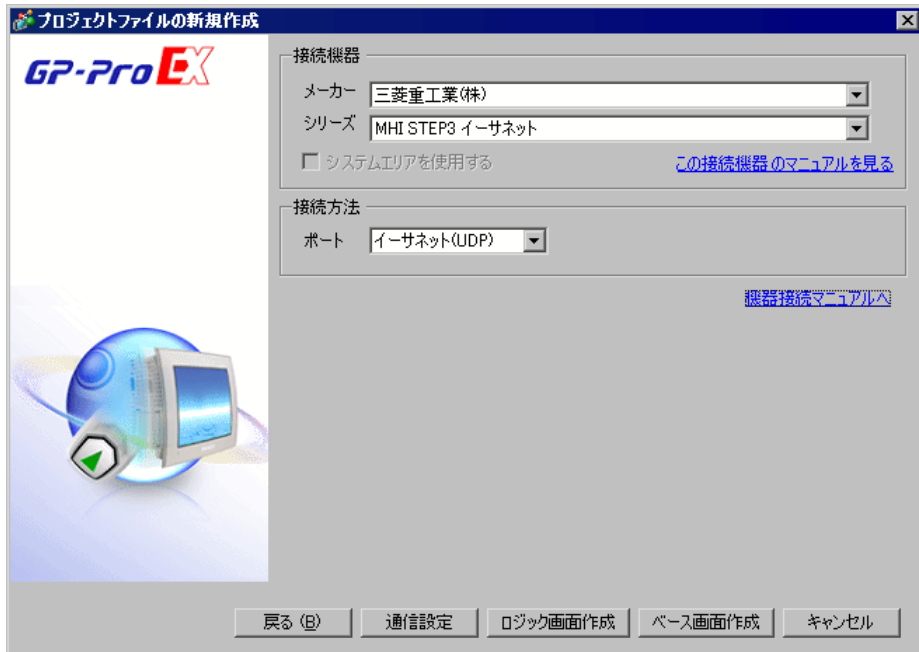 プロジェクトファイルの新規作成
GP-Pro EX
接続機器
メーカー 三菱重工業(株)
シリーズ MHI STEP3 イーサネット
システムエリアを使用する この接続機器のマニュアルを見る
接続方法
ポート イーサネット(UDP)
機器接続マニュアルへ
戻る (B) 通信設定 ロジック画面作成 ベース画面作成 キャンセル